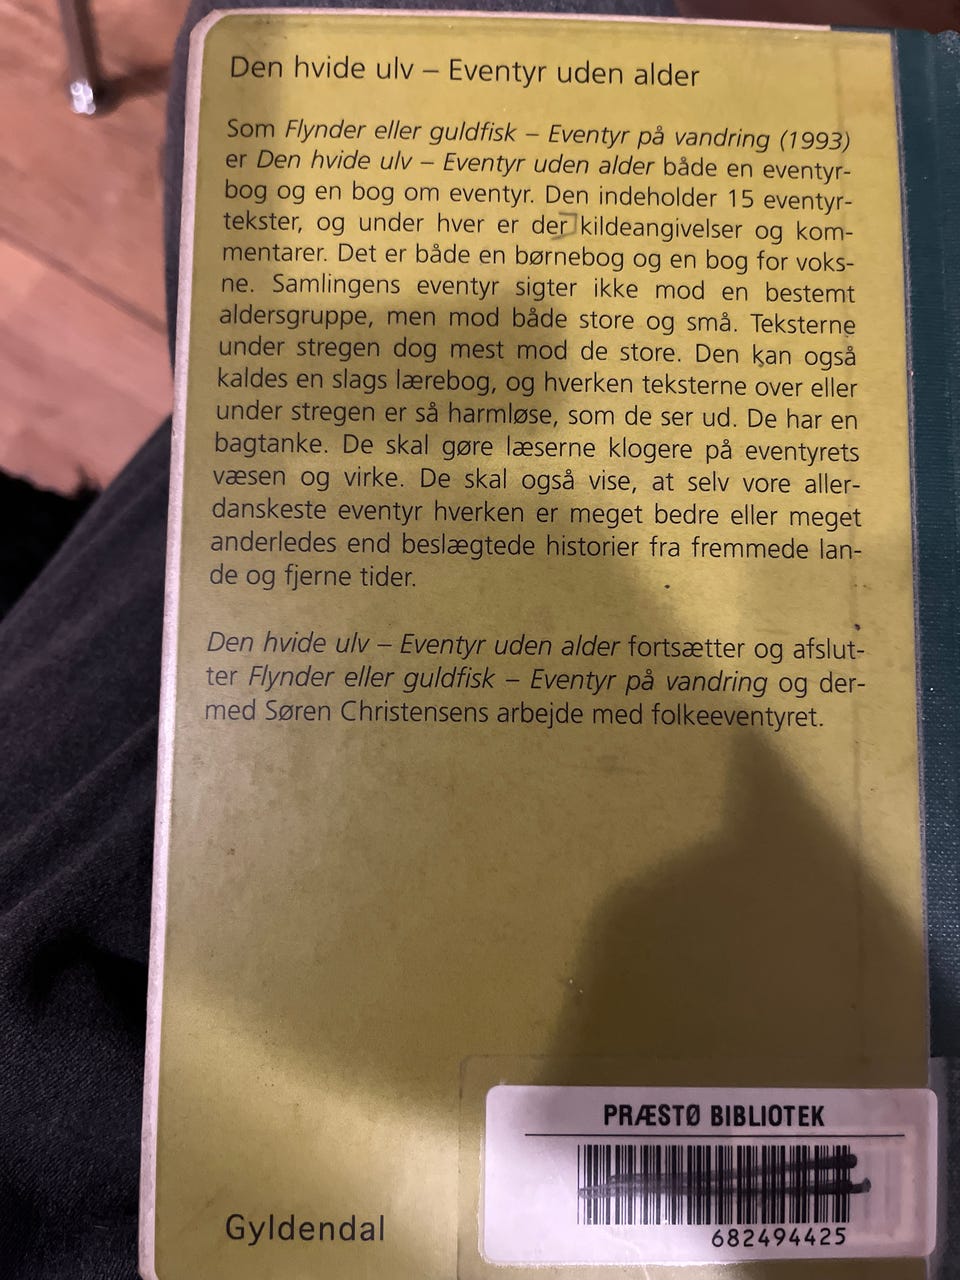 Den hvide ulv – Eventyr uden alder
Som Flynder eller guldfisk – Eventyr på vandring (1993)
er Den hvide ulv – Eventyr uden alder både en eventyr-
bog og en bog om eventyr. Den indeholder 15 eventyr-
tekster, og under hver er der kildeangivelser og kom-
mentarer. Det er både en børnebog og en bog for voks-
ne. Samlingens eventyr sigter ikke mod en bestemt
aldersgruppe, men mod både store og små. Teksterne
under stregen dog mest mod de store. Den kan også
kaldes en slags lærebog, og hverken teksterne over eller
under stregen er så harmløse, som de ser ud. De har en
bagtanke. De skal gøre læserne klogere på eventyrets
væsen og virke. De skal også vise, at selv vore aller-
danskeste eventyr hverken er meget bedre eller meget
anderledes end beslægtede historier fra fremmede lan-
de og fjerne tider.
Den hvide ulv – Eventyr uden alder fortsætter og afslut-
ter Flynder eller guldfisk – Eventyr på vandring og der-
med Søren Christensens arbejde med folkeeventyret.
PRÆSTØ BIBLIOTEK
682494425
Gyldendal